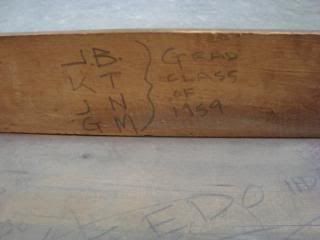 J.B.
K T
J N
G M
GRAD
CLASS
OF
1959
EDO